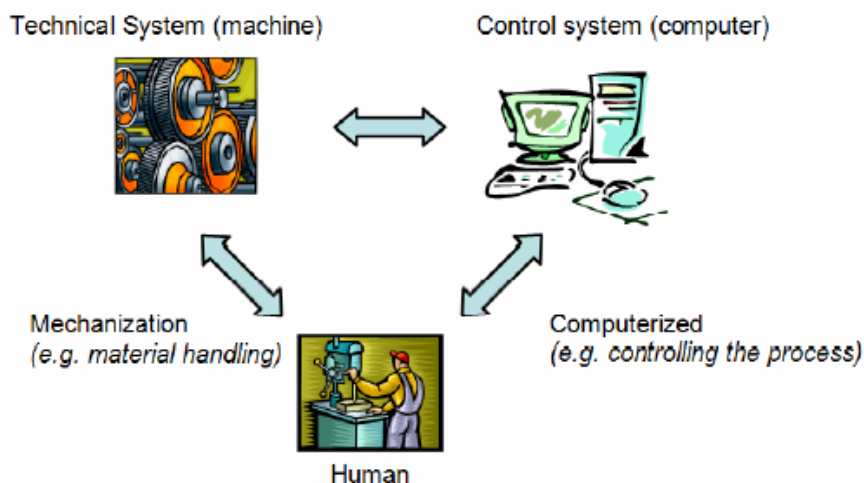 Technical System (machine)
Control system (computer)
Mechanization
(e.g. material handling)
Computerized
(e.g. controlling the process)
Human